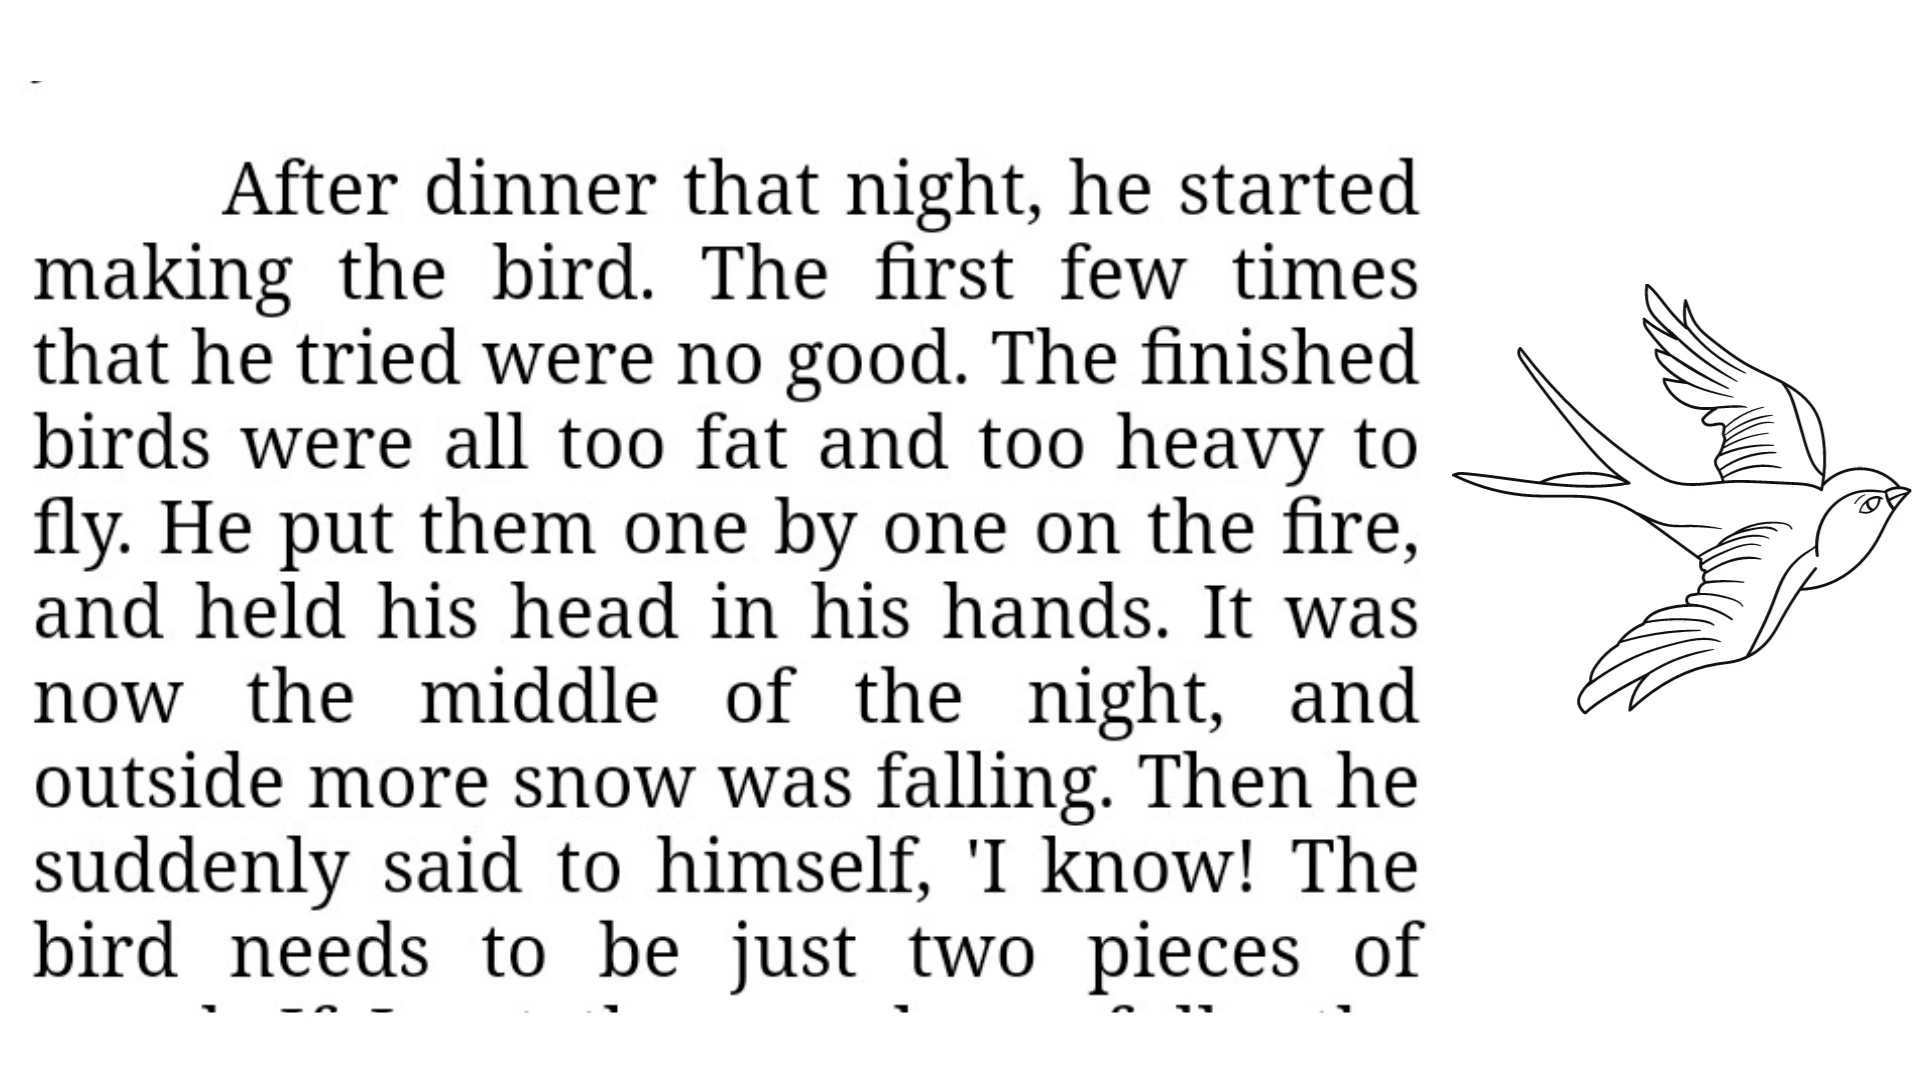 After dinner that night, he started
making the bird. The first few times
that he tried were no good. The finished
birds were all too fat and too heavy to
fly. He put them one by one on the fire,
and held his head in his hands. It was
now the middle of the night, and
outside more snow was falling. Then he
suddenly said to himself, 'I know! The
bird needs to be just two pieces of